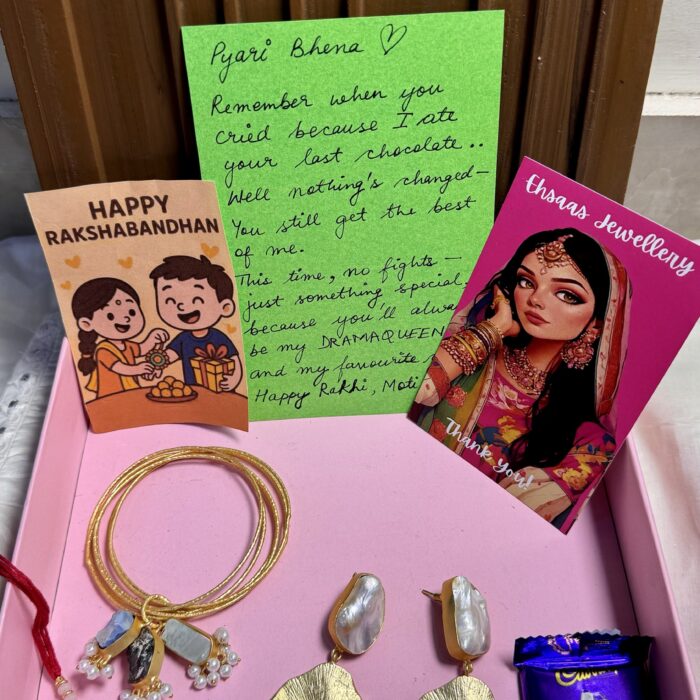 Pyari Bhena ♡
Remember when you
cried because I ate
your last chocolate..
Well nothing's changed—
You still get the best
of me.
This time, no fights —
just something special.
because you'll
be my DRAMAQUEEN
and my favourite
Happy Rakhi, Moti
HAPPY
RAKSHABANDHAN
Ehsaas Jewellery
Thank You!